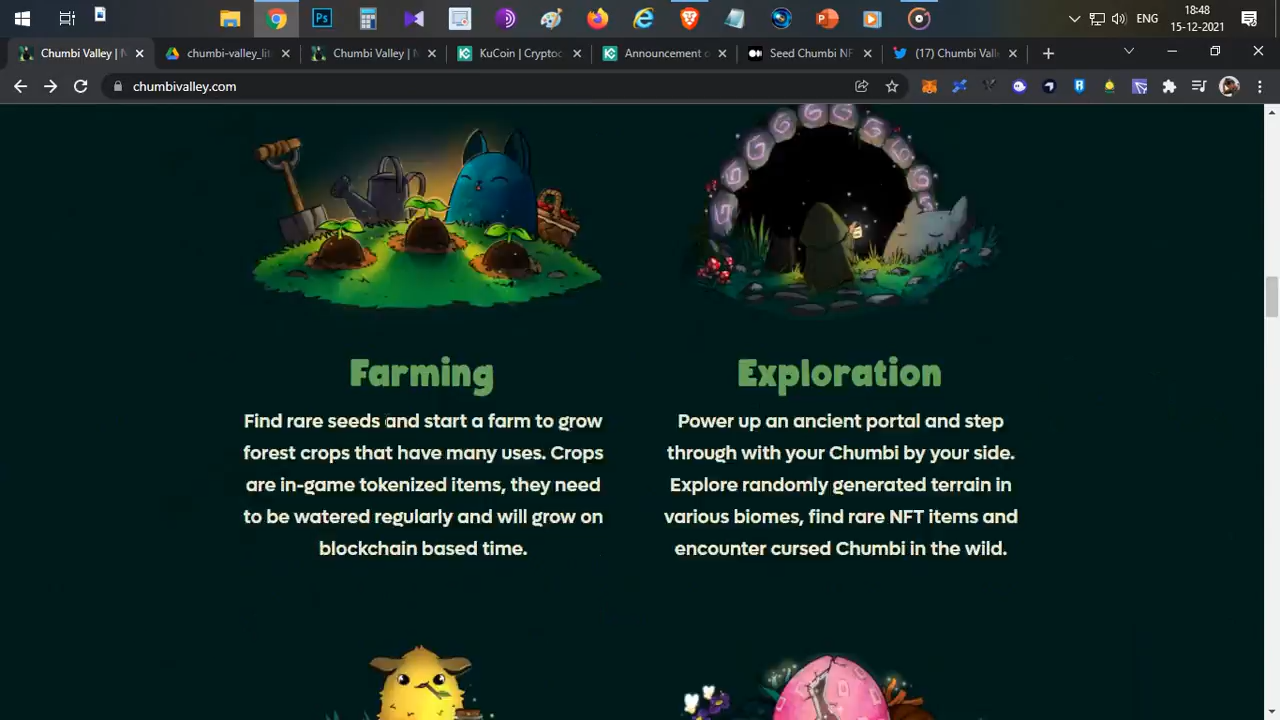 18:48
ENG
15-12-2021
Chumbi Valley | N
chumbi-valley_lit
Chumbi Valley | N
KuCoin | Cryptoc
Announcement o
Seed Chumbi NF
(17) Chumbi Vall
chumbivalley.com
Farming
Find rare seeds and start a farm to grow
forest crops that have many uses. Crops
are in-game tokenized items, they need
to be watered regularly and will grow on
blockchain based time.
Exploration
Power up an ancient portal and step
through with your Chumbi by your side.
Explore randomly generated terrain in
various biomes, find rare NFT items and
encounter cursed Chumbi in the wild.